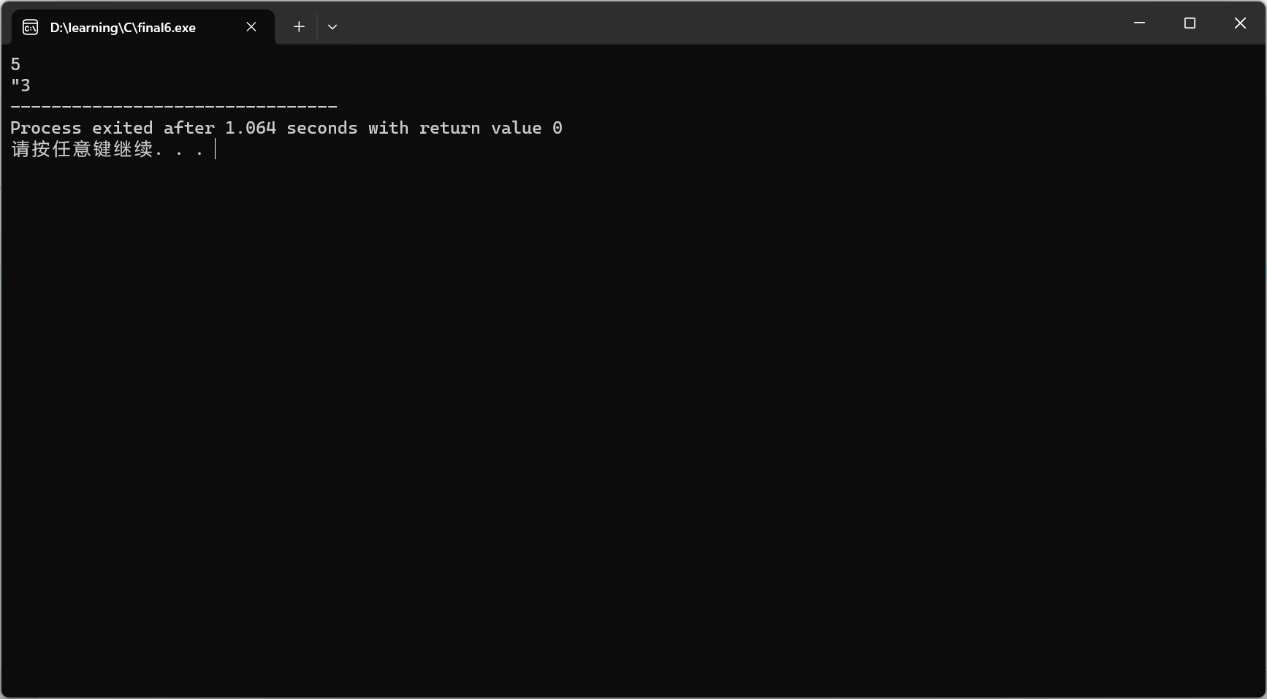 D:\learning\C\final6.exe
5
"3
--------------------------------
Process exited after 1.064 seconds with return value 0
请按任意键继续. . .